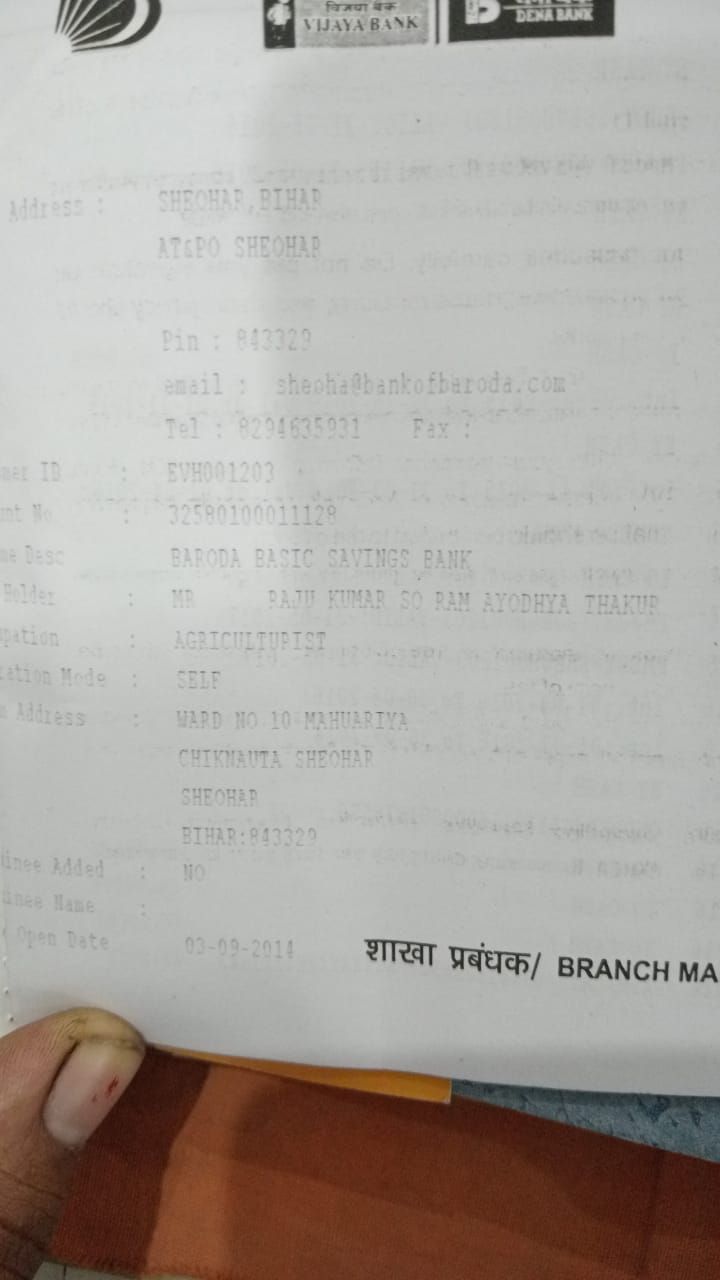 विजया बैंक
VIJAYA BANK
DENA BANK
Address : SHEOHAR,BIHAR
AT&PO SHEOHAR
Pin : 843329
email : sheoha@bankofbaroda.com
Tel : 8294635931 Fax :
mer ID : EVH001203
unt No : 32580100011128
me Desc BARODA BASIC SAVINGS BANK
Holder : MR RAJU KUMAR SO RAM AYODHYA THAKUR
upation : AGRICULTURIST
ration Mode : SELF
Address : WARD NO 10 MAHUARIYA
CHIKNAUTA SHEOHAR
SHEOHAR
BIHAR:843329
inee Added : NO
inee Name :
Open Date 03-09-2014
शाखा प्रबंधक/ BRANCH MA